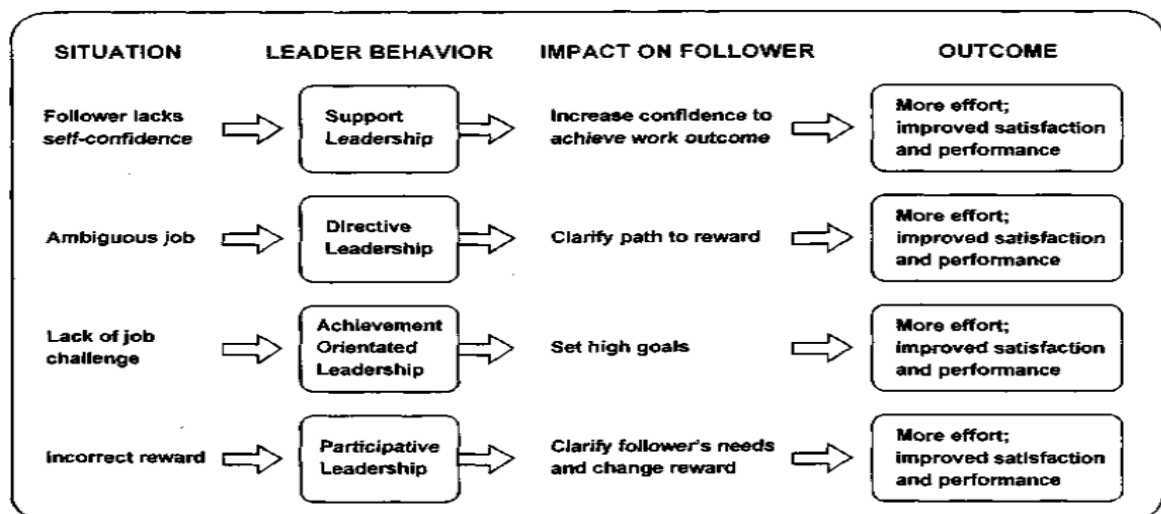 SITUATION
LEADER BEHAVIOR
IMPACT ON FOLLOWER
OUTCOME
Follower lacks
self-confidence
Support
Leadership
Increase confidence to
achieve work outcome
More effort;
improved satisfaction
and performance
Ambiguous job
Directive
Leadership
Clarify path to reward
More effort;
improved satisfaction
and performance
Lack of job
challenge
Achievement
Orientated
Leadership
Set high goals
More effort;
improved satisfaction
and performance
Incorrect reward
Participative
Leadership
Clarify follower's needs
and change reward
More effort;
improved satisfaction
and performance